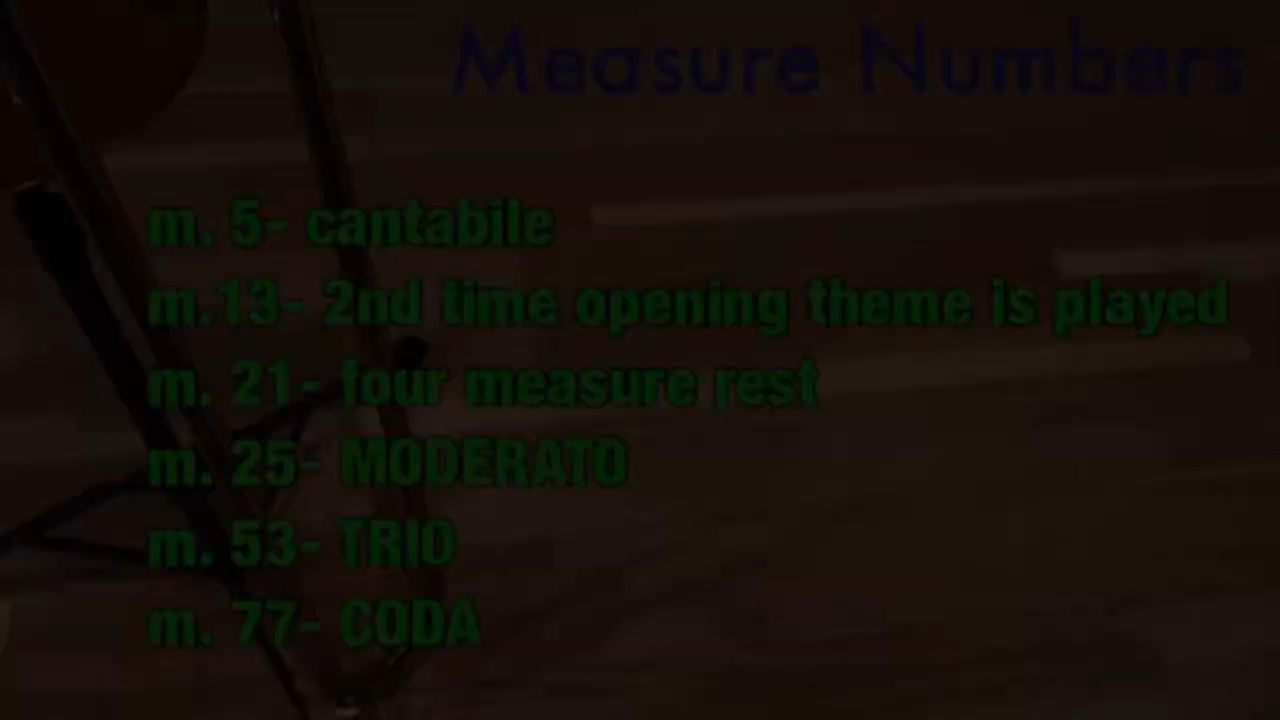 Measure Numbers
m. 5- cantabile
m.13- 2nd time opening theme is played
m. 21- four measure rest
m. 25- MODERATO
m. 53- TRIO
m. 77- CODA